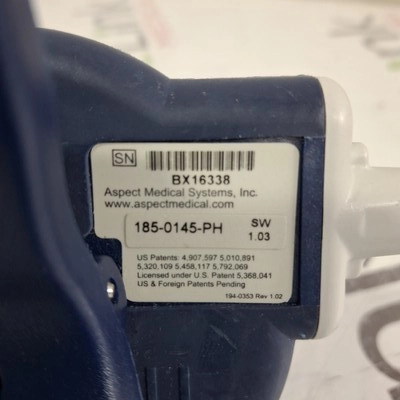 SN
BX16338
Aspect Medical Systems, Inc.
www.aspectmedical.com
185-0145-PH
SW
1.03
US Patents: 4,907,597 5,010,891
5,320,109 5,458,117 5,792,069
Licensed under U.S. Patent 5,368,041
US & Foreign Patents Pending
194-0353 Rev 1.02